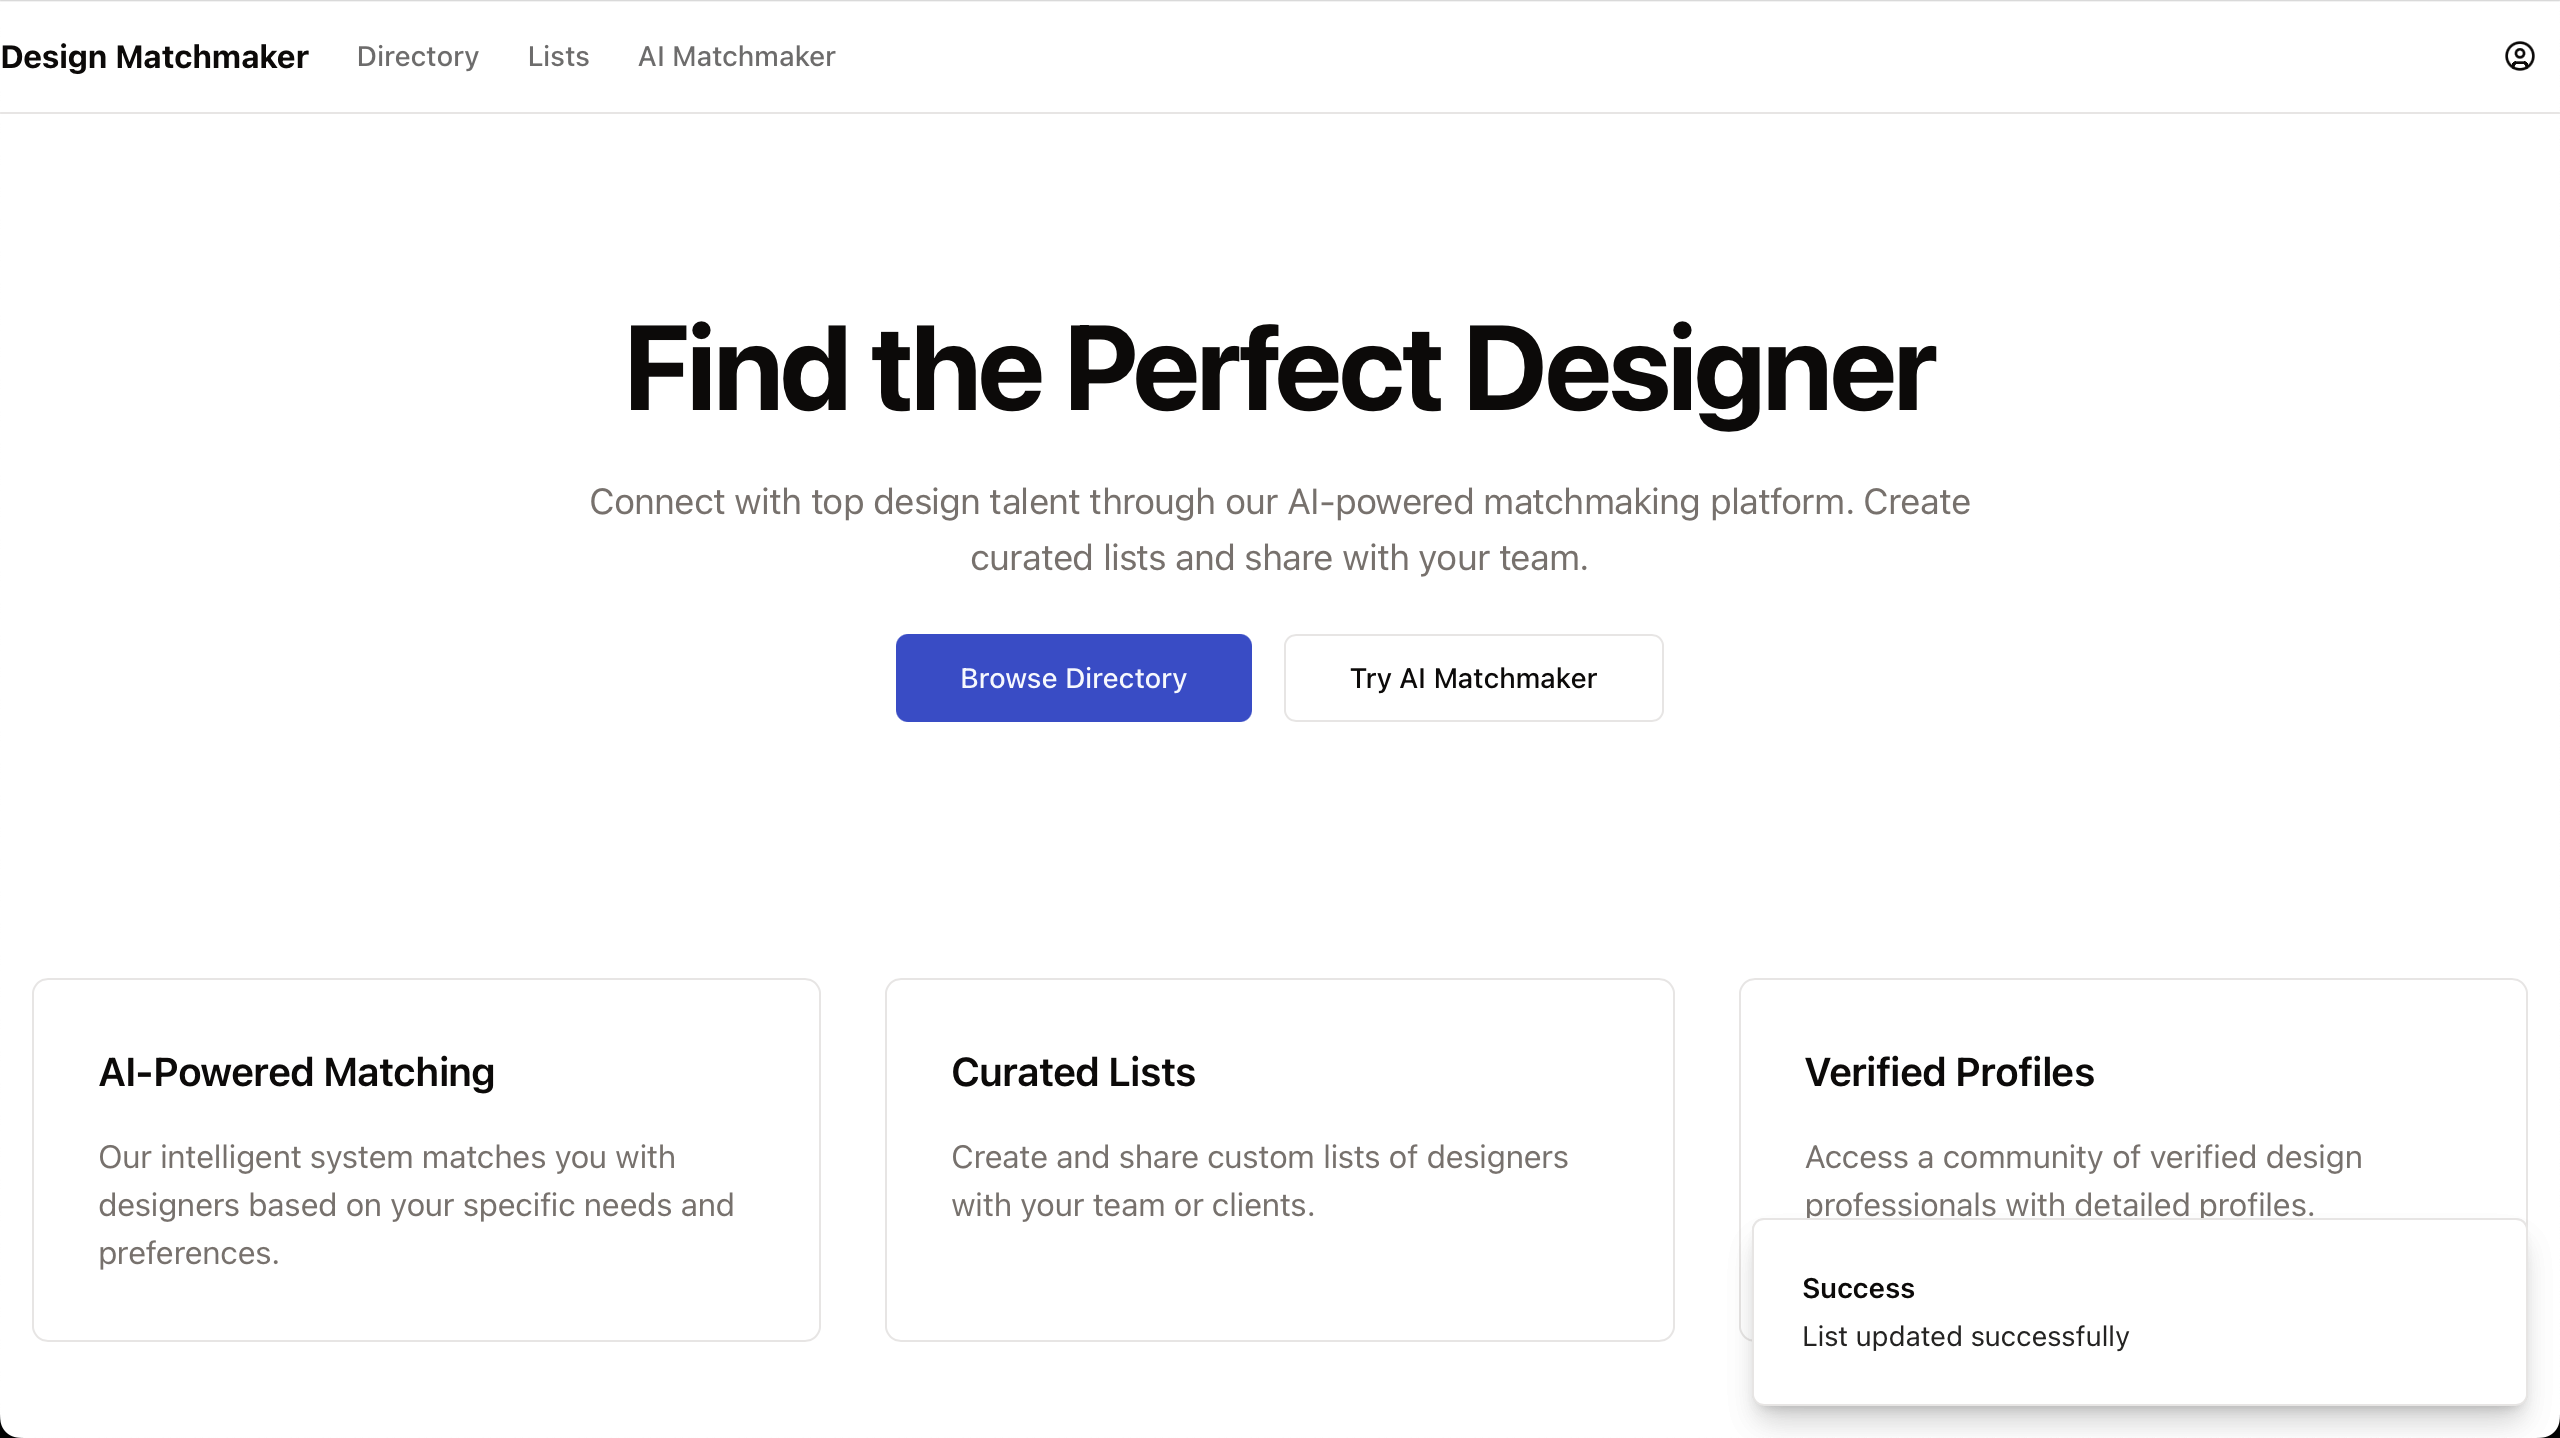 Design Matchmaker Directory Lists AI Matchmaker
Find the Perfect Designer
Connect with top design talent through our AI-powered matchmaking platform. Create
curated lists and share with your team.
Browse Directory Try AI Matchmaker
AI-Powered Matching
Our intelligent system matches you with
designers based on your specific needs and
preferences.
Curated Lists
Create and share custom lists of designers
with your team or clients.
Verified Profiles
Access a community of verified design
professionals with detailed profiles.
Success
List updated successfully